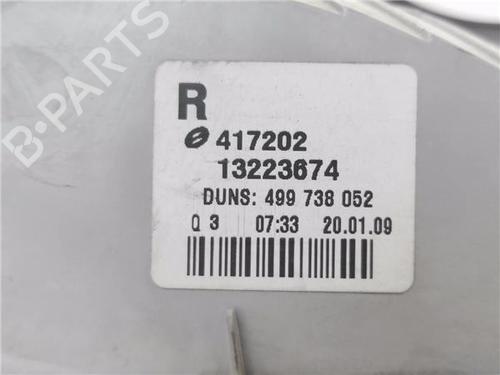 B-PARTS
R
417202
13223674
DUNS: 499 738 052
Q 3 07:33 20.01.09